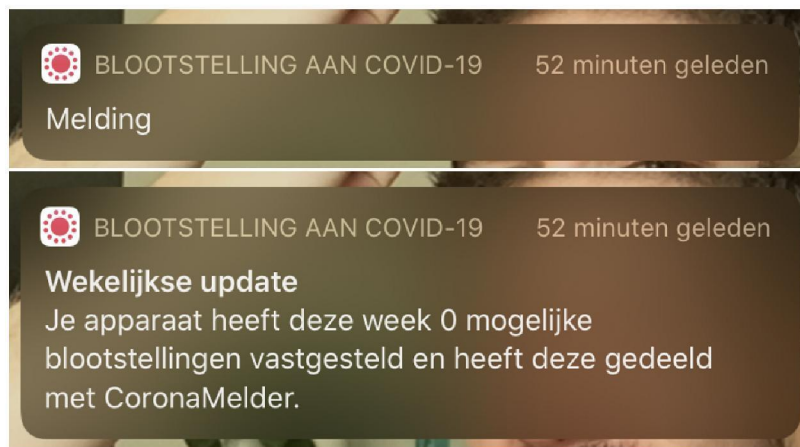 BLOOTSTELLING AAN COVID-19 52 minuten geleden
Melding
BLOOTSTELLING AAN COVID-19 52 minuten geleden
Wekelijkse update
Je apparaat heeft deze week 0 mogelijke
blootstellingen vastgesteld en heeft deze gedeeld
met CoronaMelder.